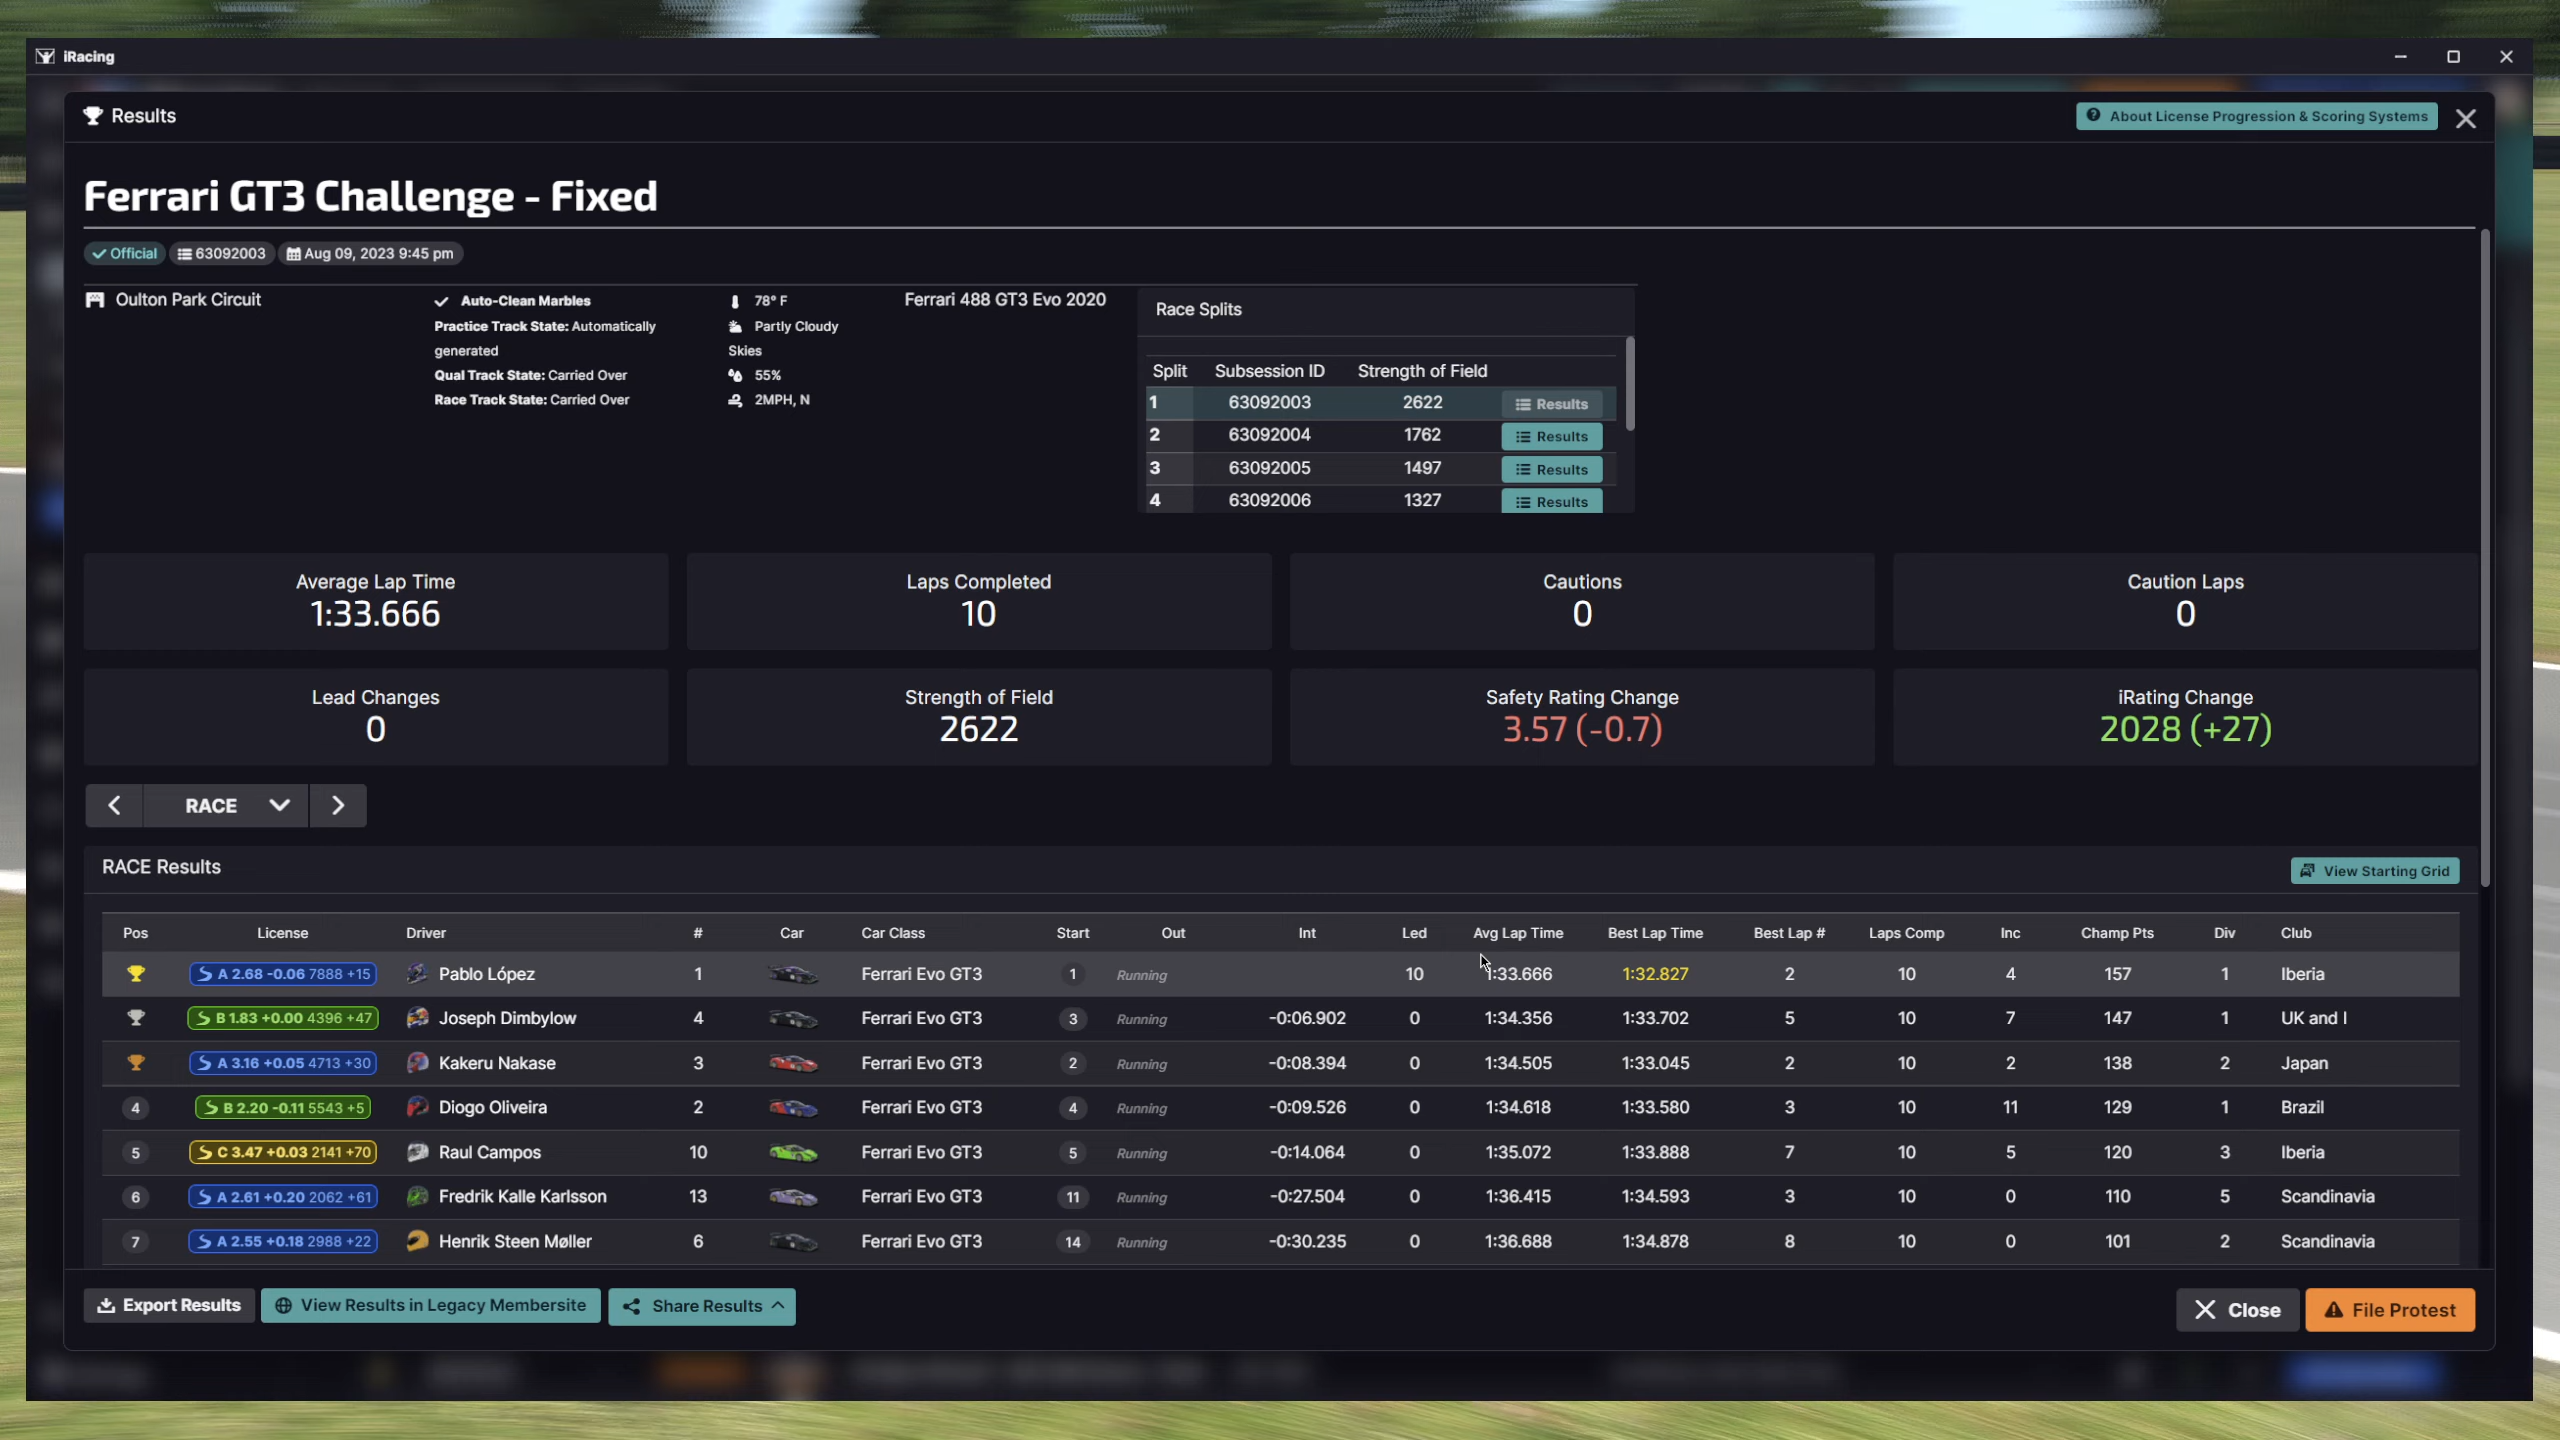 iRacing
Results
About License Progression & Scoring Systems
Ferrari GT3 Challenge - Fixed
Official 63092003 Aug 09, 2023 9:45 pm
Oulton Park Circuit
Auto-Clean Marbles
Practice Track State: Automatically
generated
Qual Track State: Carried Over
Race Track State: Carried Over
78° F
Partly Cloudy
Skies
55%
2MPH, N
Ferrari 488 GT3 Evo 2020
Race Splits
Split Subsession ID Strength of Field
1 63092003 2622 Results
2 63092004 1762 Results
3 63092005 1497 Results
4 63092006 1327 Results
Average Lap Time
1:33.666
Laps Completed
10
Cautions
0
Caution Laps
0
Lead Changes
0
Strength of Field
2622
Safety Rating Change
3.57 (-0.7)
iRating Change
2028 (+27)
RACE
RACE Results
View Starting Grid
Pos License Driver # Car Car Class Start Out Int Led Avg Lap Time Best Lap Time Best Lap # Laps Comp Inc Champ Pts Div Club
A 2.68 -0.06 7888 +15 Pablo López 1 Ferrari Evo GT3 1 Running 10 1:33.666 1:32.827 2 10 4 157 1 Iberia
B 1.83 +0.00 4396 +47 Joseph Dimbylow 4 Ferrari Evo GT3 3 Running -0:06.902 0 1:34.356 1:33.702 5 10 7 147 1 UK and I
A 3.16 +0.05 4713 +30 Kakeru Nakase 3 Ferrari Evo GT3 2 Running -0:08.394 0 1:34.505 1:33.045 2 10 2 138 2 Japan
4 B 2.20 -0.11 5543 +5 Diogo Oliveira 2 Ferrari Evo GT3 4 Running -0:09.526 0 1:34.618 1:33.580 3 10 11 129 1 Brazil
5 C 3.47 +0.03 2141 +70 Raul Campos 10 Ferrari Evo GT3 5 Running -0:14.064 0 1:35.072 1:33.888 7 10 5 120 3 Iberia
6 A 2.61 +0.20 2062 +61 Fredrik Kalle Karlsson 13 Ferrari Evo GT3 11 Running -0:27.504 0 1:36.415 1:34.593 3 10 0 110 5 Scandinavia
7 A 2.55 +0.18 2988 +22 Henrik Steen Møller 6 Ferrari Evo GT3 14 Running -0:30.235 0 1:36.688 1:34.878 8 10 0 101 2 Scandinavia
Export Results View Results in Legacy Membersite Share Results Close File Protest